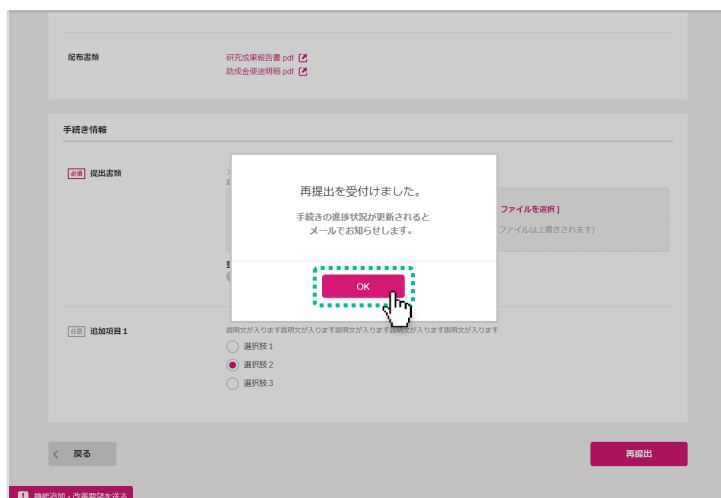 配布書類
研究成果報告書.pdf
助成金使途明細.pdf
手続き情報
必須 提出書類
再提出を受付けました。
手続きの進捗状況が更新されると
メールでお知らせします。
ファイルを選択 ]
ファイルは上書きされます）
OK
任意 追加項目1
説明文が入ります説明文が入ります説明文が入ります説明文が入ります説明文が入ります
選択肢1
選択肢2
選択肢3
戻る
再提出
機能追加・改善要望を送る